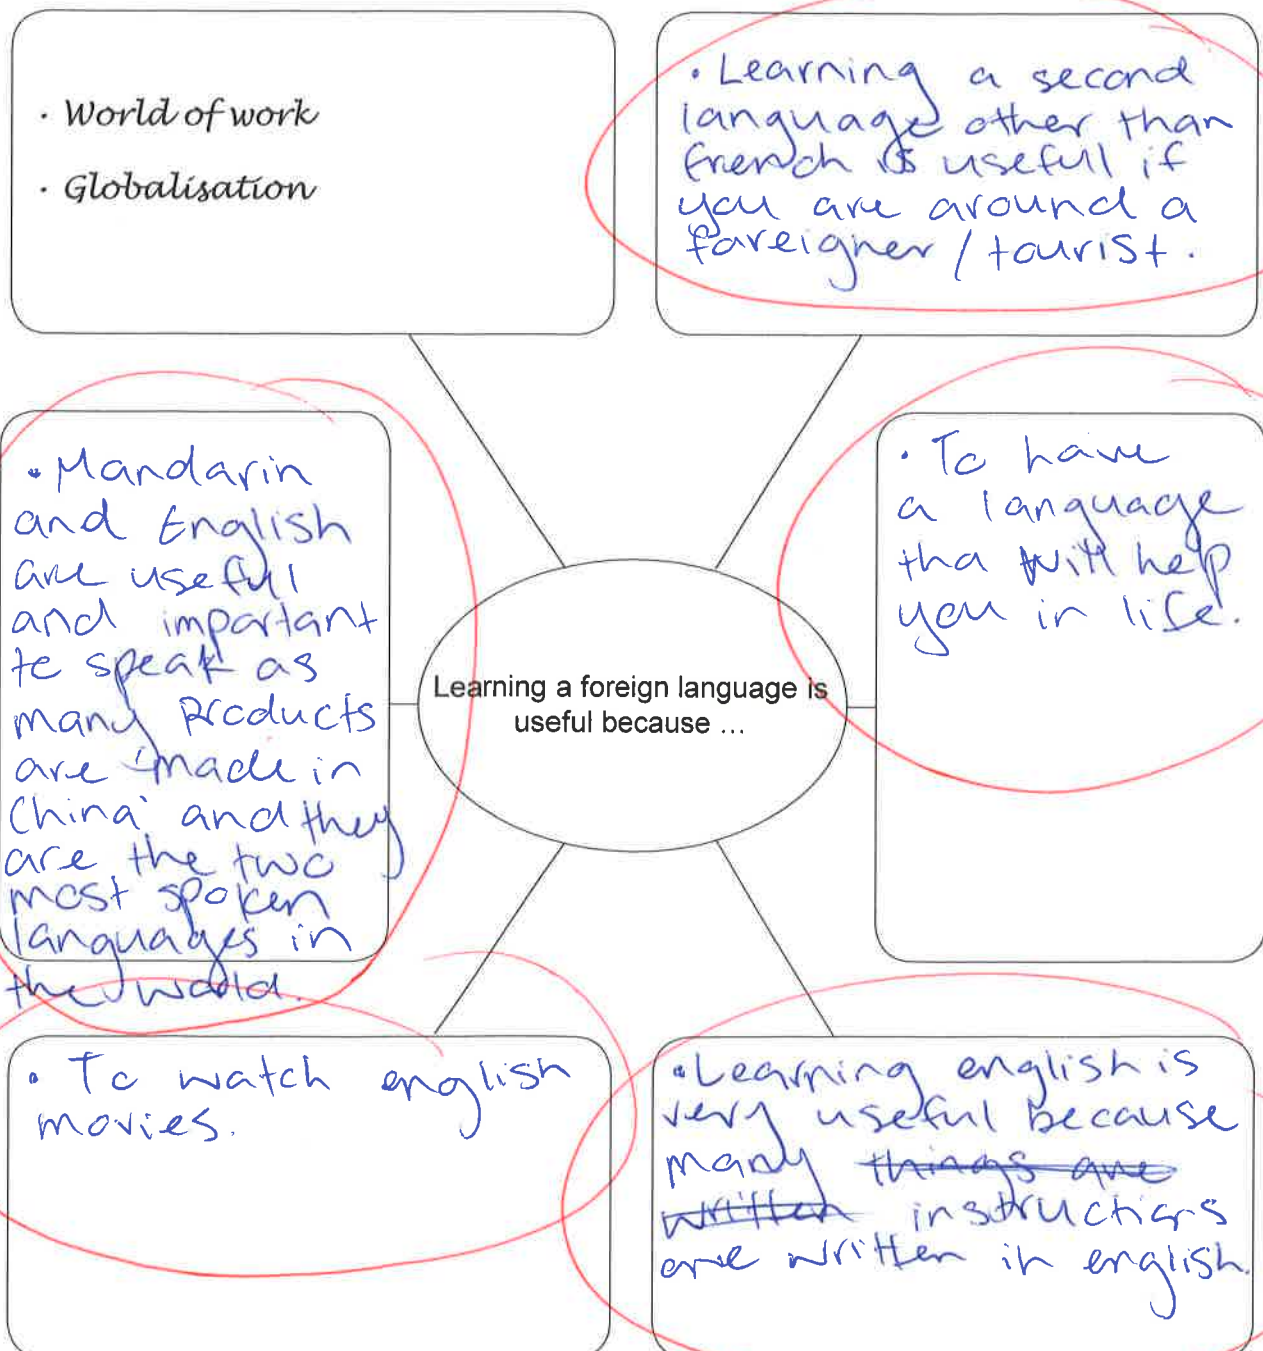 · World of work
· Globalisation
· Learning a second
language other than
french is useful if
you are around a
foreigner / tourist.
· Mandarin
and English
are useful
and important
to speak as
many products
are 'made in
China' and they
are the two
most spoken
languages in
the world.
· To have
a language
tha will help
you in life.
Learning a foreign language is
useful because ...
· To watch english
movies.
· Learning english is
very useful because
many things are
written instructions
are written in english.